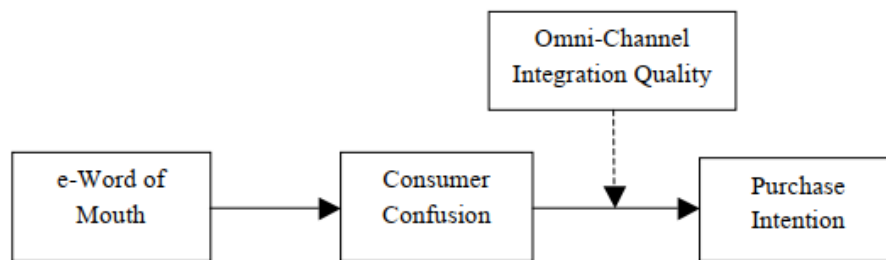 Omni-Channel
Integration Quality
e-Word of
Mouth
Consumer
Confusion
Purchase
Intention